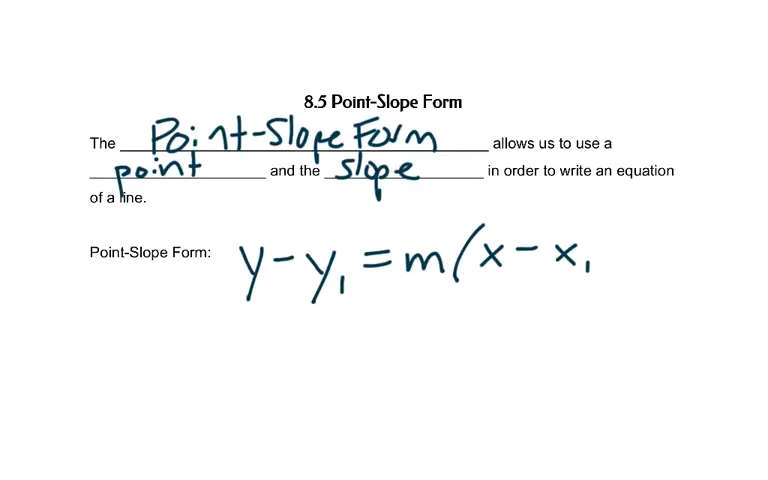 8.5 Point-Slope Form
The Point-Slope Form allows us to use a
point and the slope in order to write an equation
of a line.
Point-Slope Form: y - y₁ = m(x - x₁